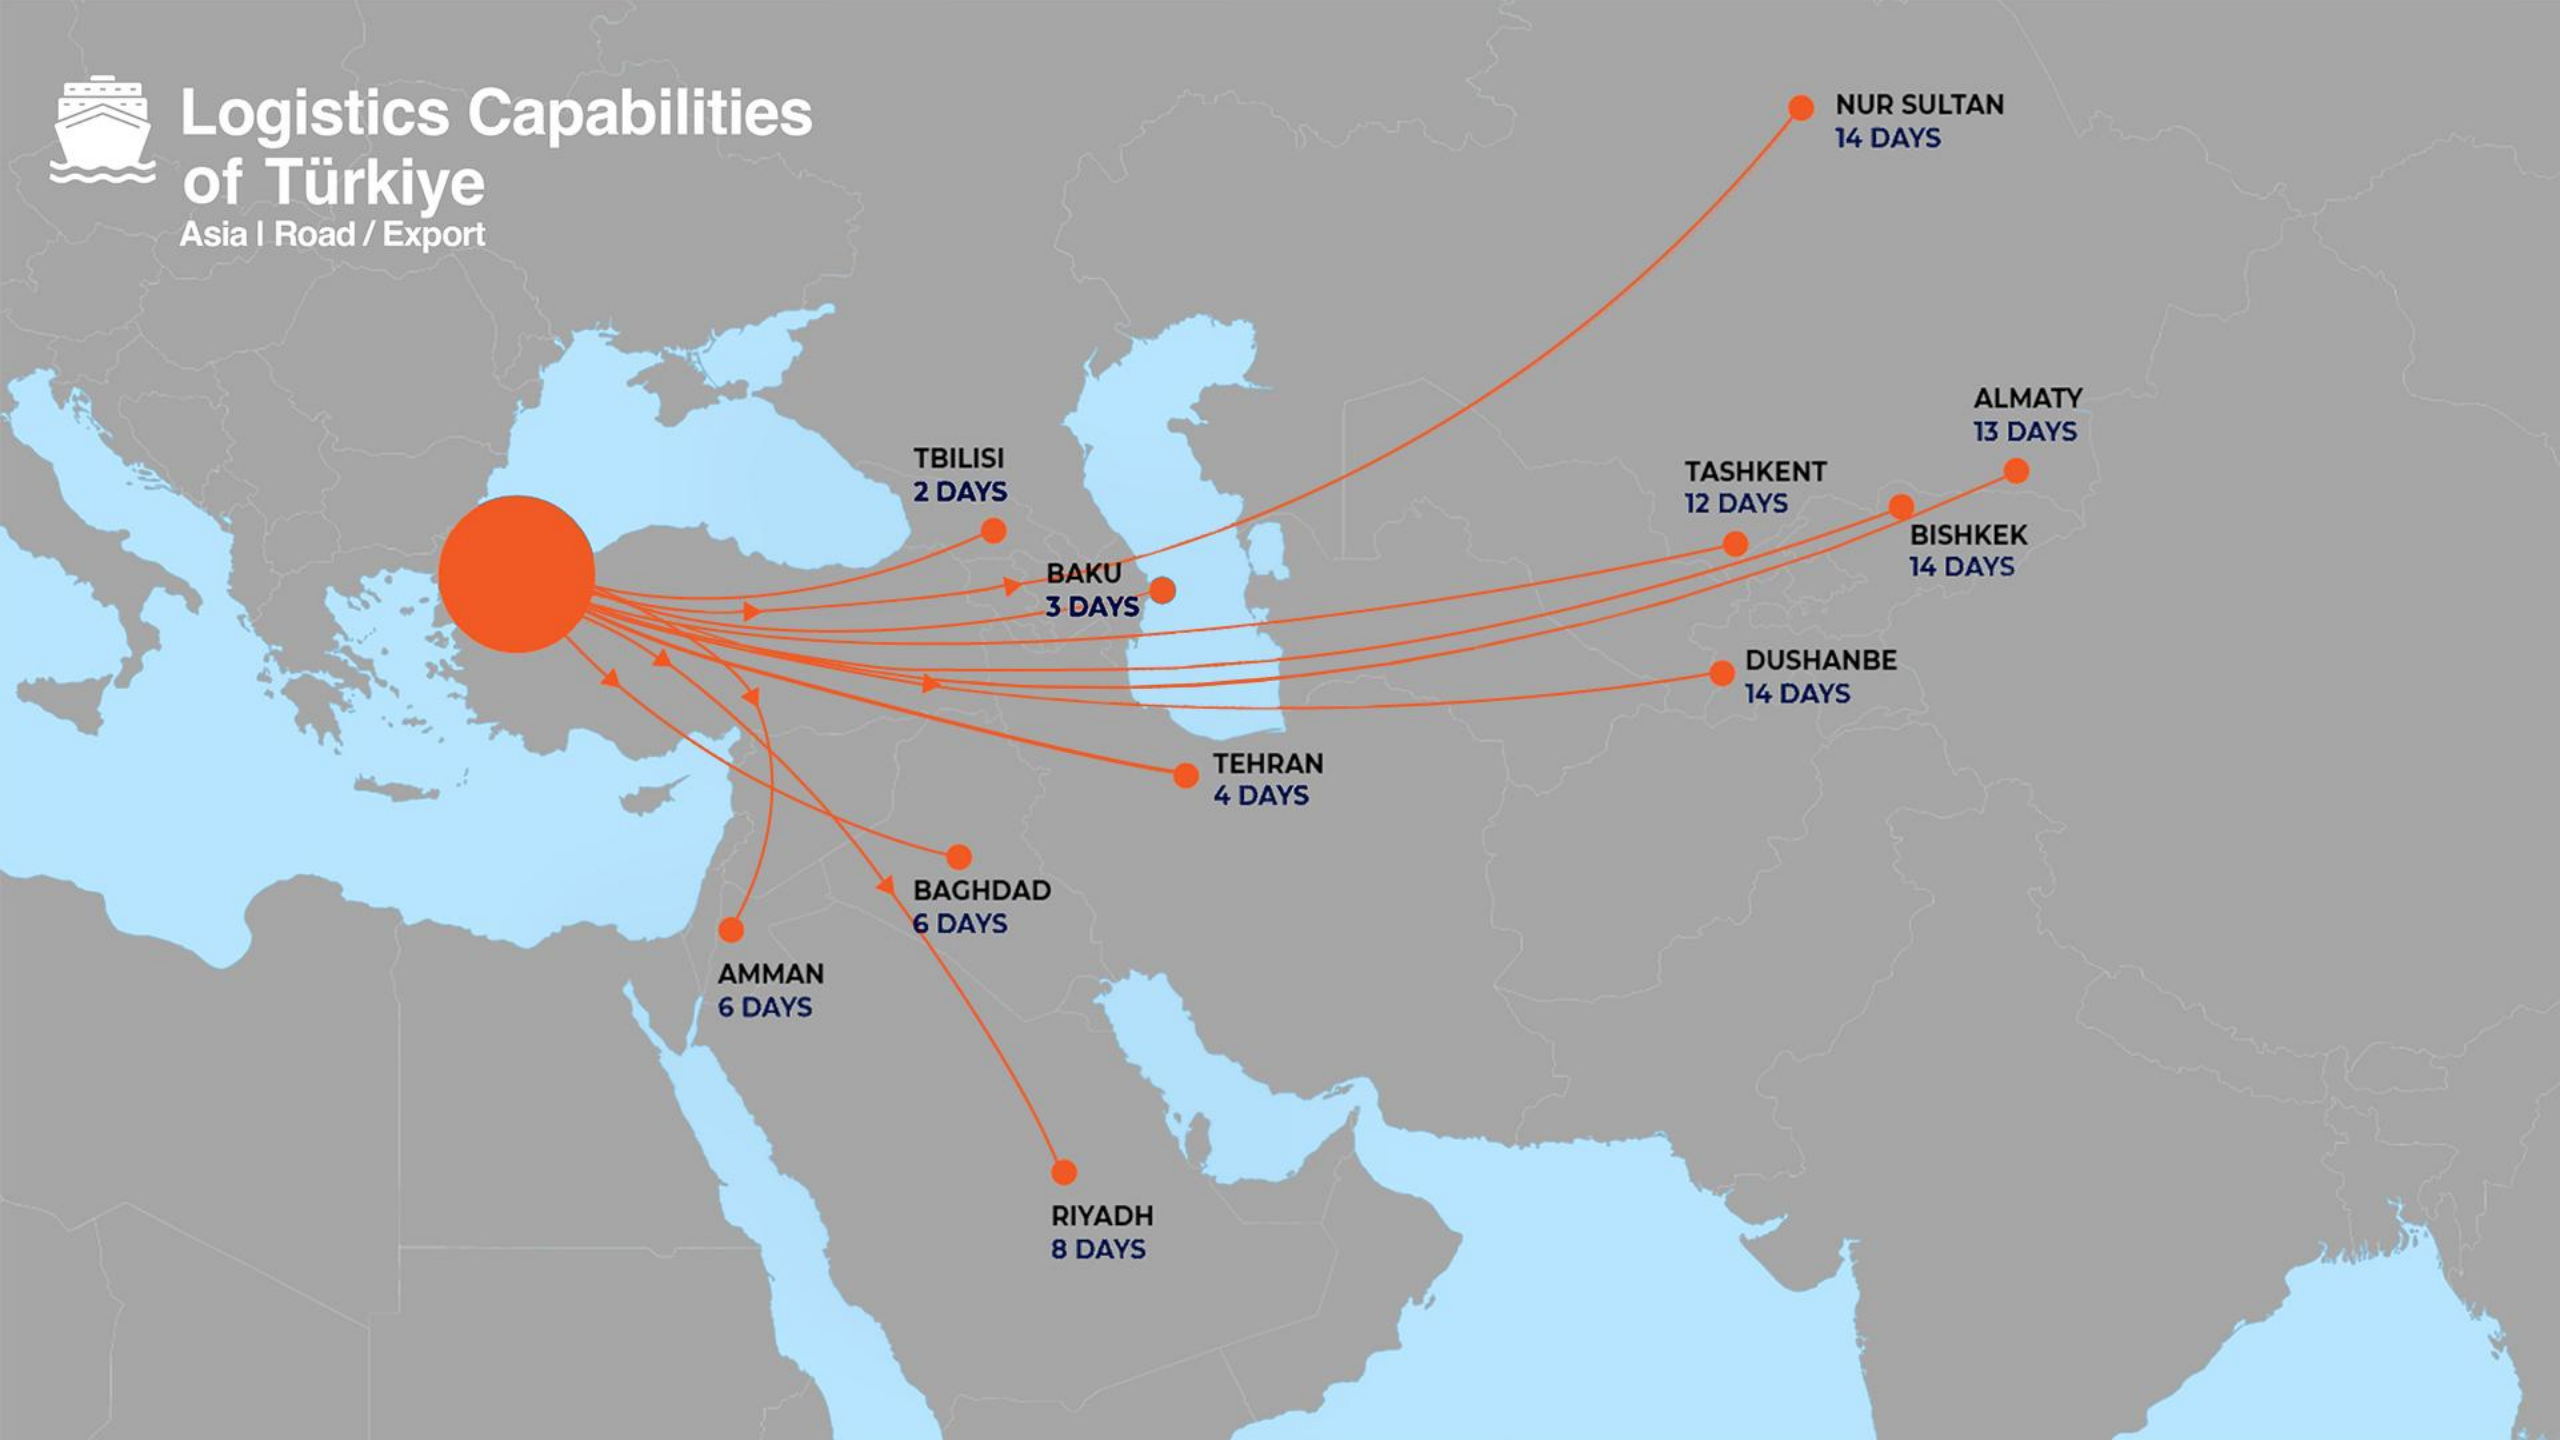 Logistics Capabilities
of Türkiye
Asia | Road / Export
NUR SULTAN
14 DAYS
ALMATY
13 DAYS
TBILISI
2 DAYS
TASHKENT
12 DAYS
BISHKEK
14 DAYS
BAKU
3 DAYS
DUSHANBE
14 DAYS
TEHRAN
4 DAYS
BAGHDAD
6 DAYS
AMMAN
6 DAYS
RIYADH
8 DAYS